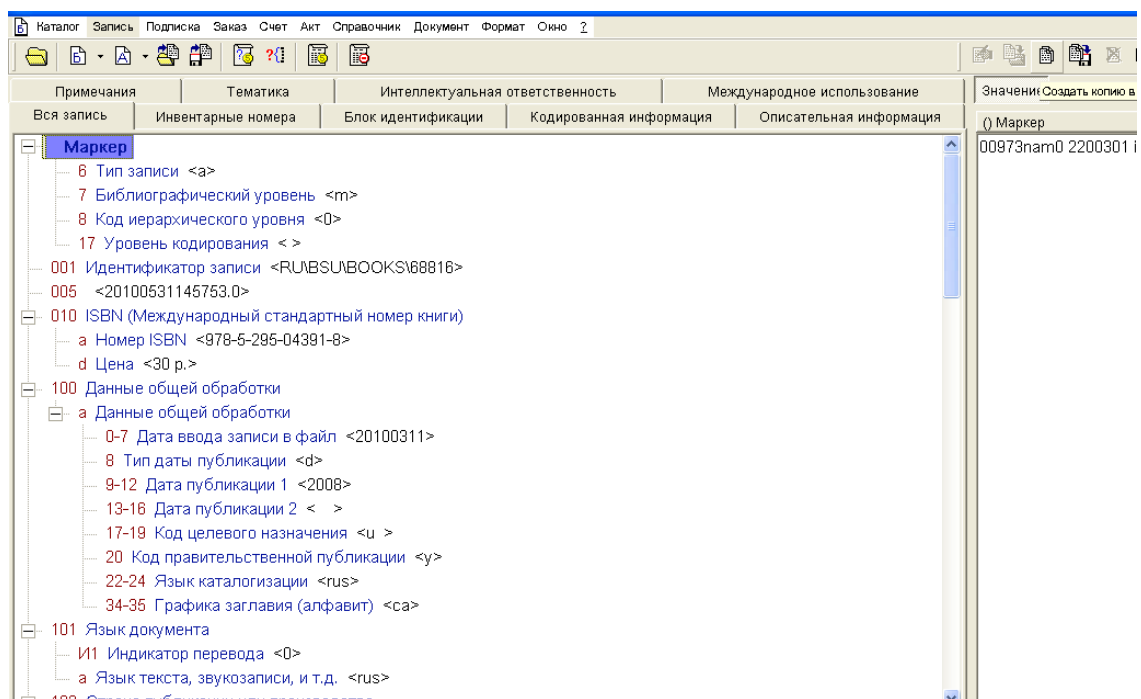 Каталог Запись Подписка Заказ Счет Акт Справочник Документ Формат Окно ?
Примечания Тематика Интеллектуальная ответственность Международное использование
Вся запись Инвентарные номера Блок идентификации Кодированная информация Описательная информация
Маркер
6 Тип записи <a>
7 Библиографический уровень <m>
8 Код иерархического уровня <0>
17 Уровень кодирования < >
001 Идентификатор записи <RU\BSU\BOOKS\68816>
005 <20100531145753.0>
010 ISBN (Международный стандартный номер книги)
a Номер ISBN <978-5-295-04391-8>
d Цена <30 р.>
100 Данные общей обработки
a Данные общей обработки
0-7 Дата ввода записи в файл <20100311>
8 Тип даты публикации <d>
9-12 Дата публикации 1 <2008>
13-16 Дата публикации 2 < >
17-19 Код целевого назначения <u >
20 Код правительственной публикации <y>
22-24 Язык каталогизации <rus>
34-35 Графика заглавия (алфавит) <ca>
101 Язык документа
И1 Индикатор перевода <0>
a Язык текста, звукозаписи, и т.д. <rus>
Значени Создать копию в
() Маркер
00973nam0 2200301 i